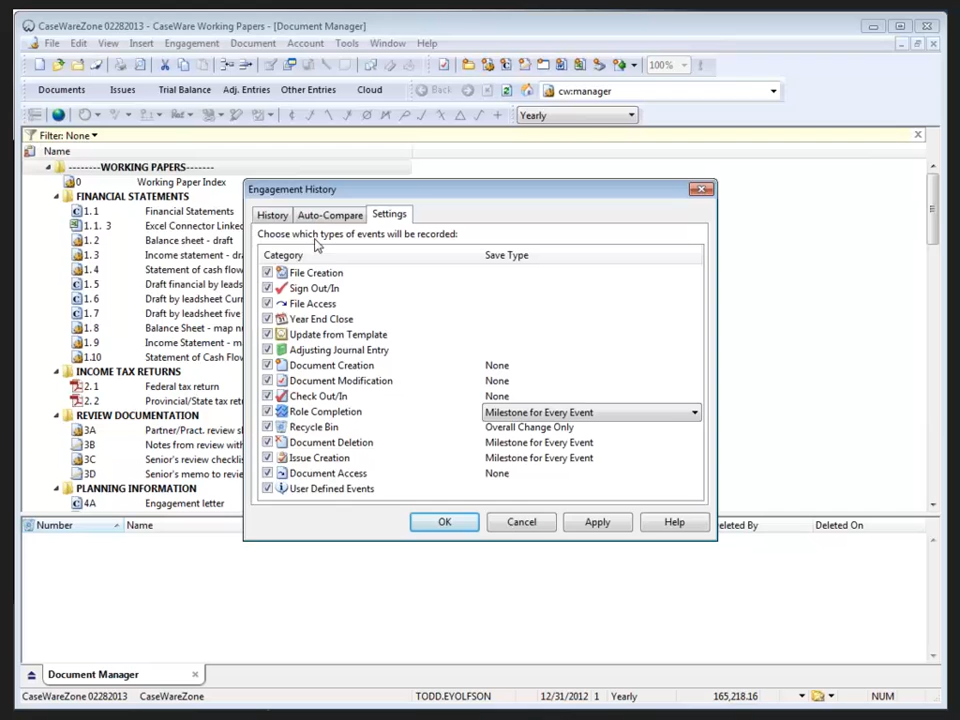 CaseWareZone 02282013 - CaseWare Working Papers - [Document Manager]
File Edit View Insert Engagement Document Account Tools Window Help
100%
Documents Issues Trial Balance Adj. Entries Other Entries Cloud Back cw:manager
Yearly
Filter: None
Name
--------WORKING PAPERS-------
0 Working Paper Index
FINANCIAL STATEMENTS
1. 1 Financial Statements
1.1. 3 Excel Connector Linked
1. 2 Balance sheet - draft
1. 3 Income statement - dr
1. 4 Statement of cash flow
1. 5 Draft financial by leads
1. 6 Draft by leadsheet Curr
1. 7 Draft by leadsheet five
1. 8 Balance Sheet - map nu
1. 9 Income statement - ma
1.10 Statement of Cash Flow
INCOME TAX RETURNS
2. 1 Federal tax return
2. 2 Provincial/State tax retu
REVIEW DOCUMENTATION
3A Partner/Pract. review sh
3B Notes from review with
3C Senior's review checklis
3D Senior's memo to revie
PLANNING INFORMATION
4A Engagement letter
Engagement History
History Auto-Compare Settings
Choose which types of events will be recorded:
Category Save Type
File Creation
Sign Out/In
File Access
Year End Close
Update from Template
Adjusting Journal Entry
Document Creation None
Document Modification None
Check Out/In None
Role Completion Milestone for Every Event
Recycle Bin Overall Change Only
Document Deletion Milestone for Every Event
Issue Creation Milestone for Every Event
Document Access None
User Defined Events
OK Cancel Apply Help
Number Name Deleted By Deleted On
Document Manager
CaseWareZone 02282013 CaseWareZone TODD.EYOLFSON 12/31/2012 1 Yearly 165,218.16 NUM